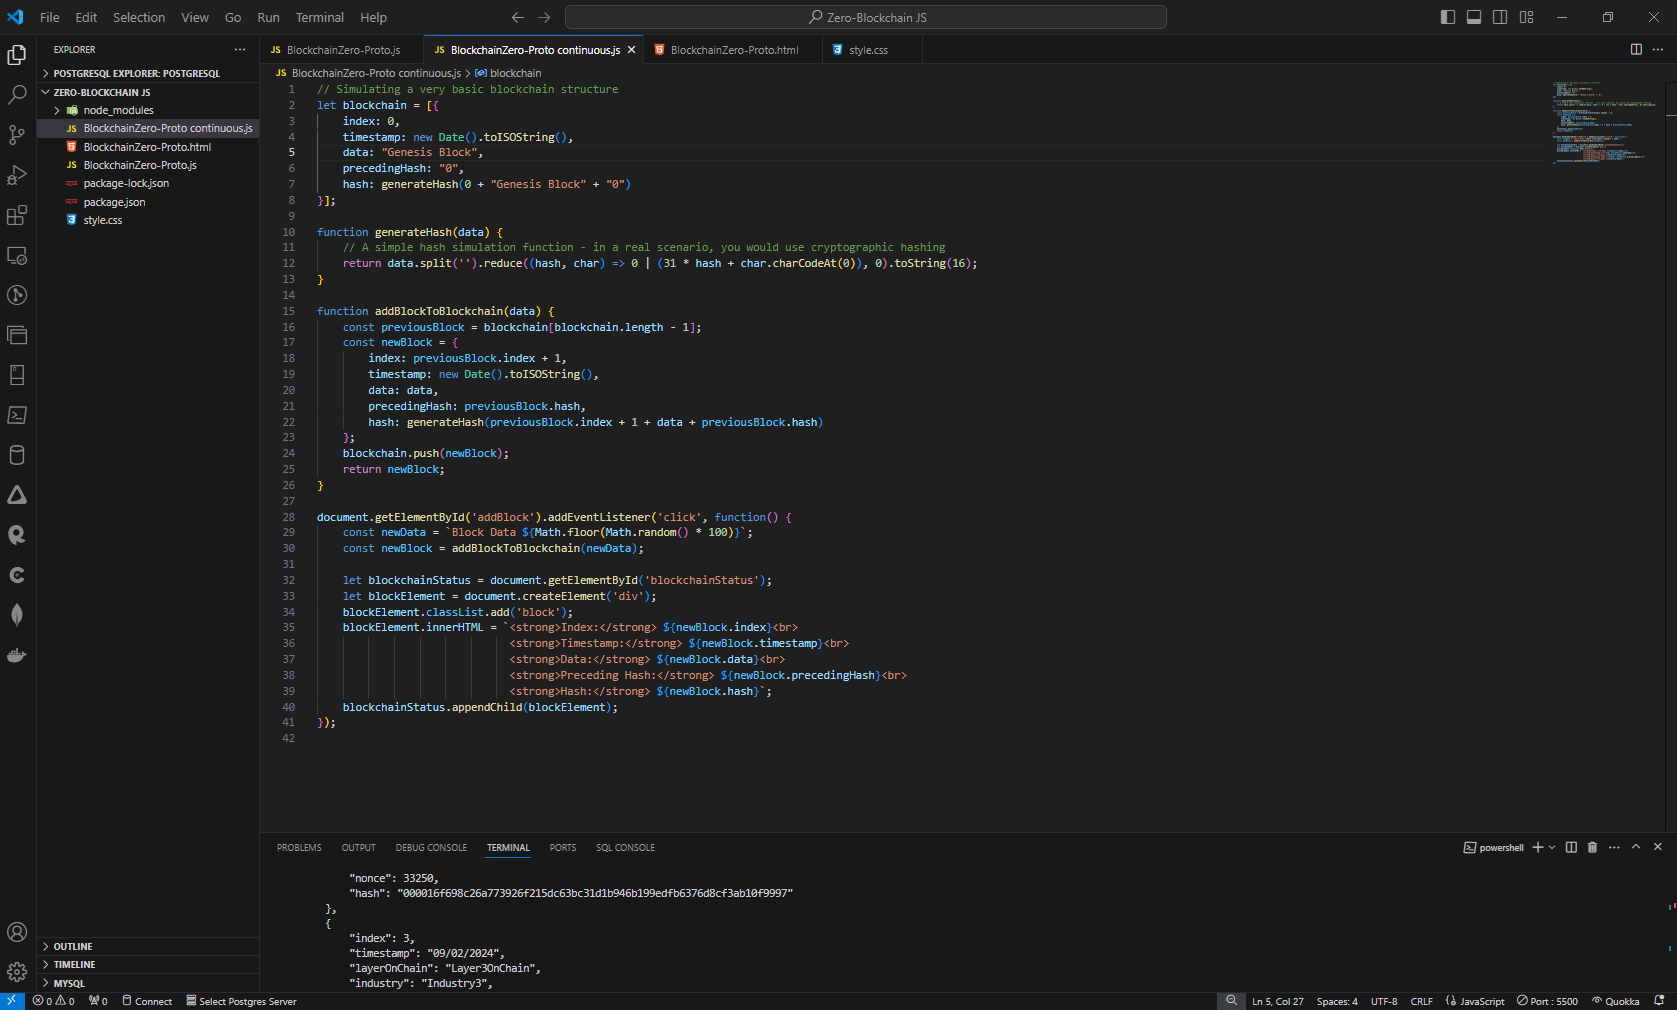 File Edit Selection View Go Run Terminal Help
Zero-Blockchain JS
EXPLORER
POSTGRESQL EXPLORER: POSTGRESQL
ZERO-BLOCKCHAIN JS
node_modules
JS BlockchainZero-Proto continuous.js
BlockchainZero-Proto.html
JS BlockchainZero-Proto.js
package-lock.json
package.json
style.css
OUTLINE
TIMELINE
MYSQL
JS BlockchainZero-Proto.js
JS BlockchainZero-Proto continuous.js
BlockchainZero-Proto.html
style.css
JS BlockchainZero-Proto continuous.js > blockchain
1 // Simulating a very basic blockchain structure
2 let blockchain = [{
3 index: 0,
4 timestamp: new Date().toISOString(),
5 data: "Genesis Block",
6 precedingHash: "0",
7 hash: generateHash(0 + "Genesis Block" + "0")
8 }];
9
10 function generateHash(data) {
11 // A simple hash simulation function - in a real scenario, you would use cryptographic hashing
12 return data.split('').reduce((hash, char) => 0 | (31 * hash + char.charCodeAt(0)), 0).toString(16);
13 }
14
15 function addBlockToBlockchain(data) {
16 const previousBlock = blockchain[blockchain.length - 1];
17 const newBlock = {
18 index: previousBlock.index + 1,
19 timestamp: new Date().toISOString(),
20 data: data,
21 precedingHash: previousBlock.hash,
22 hash: generateHash(previousBlock.index + 1 + data + previousBlock.hash)
23 };
24 blockchain.push(newBlock);
25 return newBlock;
26 }
27
28 document.getElementById('addBlock').addEventListener('click', function() {
29 const newData = `Block Data ${Math.floor(Math.random() * 100)}`;
30 const newBlock = addBlockToBlockchain(newData);
31
32 let blockchainStatus = document.getElementById('blockchainStatus');
33 let blockElement = document.createElement('div');
34 blockElement.classList.add('block');
35 blockElement.innerHTML = `<strong>Index:</strong> ${newBlock.index}<br>
36 <strong>Timestamp:</strong> ${newBlock.timestamp}<br>
37 <strong>Data:</strong> ${newBlock.data}<br>
38 <strong>Preceding Hash:</strong> ${newBlock.precedingHash}<br>
39 <strong>Hash:</strong> ${newBlock.hash}`;
40 blockchainStatus.appendChild(blockElement);
41 });
42
PROBLEMS OUTPUT DEBUG CONSOLE TERMINAL PORTS SQL CONSOLE
powershell
"nonce": 33250,
"hash": "000016f698c26a773926f215dc63bc31d1b946b199edfb6376d8cf3ab10f9997"
},
{
"index": 3,
"timestamp": "09/02/2024",
"layerOnChain": "Layer3OnChain",
"industry": "Industry3",
0 0 0 Connect Select Postgres Server
Ln 5, Col 27 Spaces: 4 UTF-8 CRLF JavaScript Port : 5500 Quokka